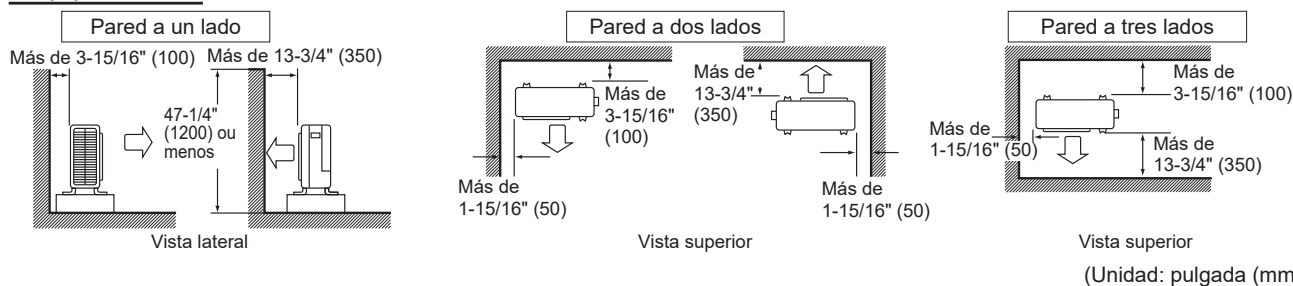 Pared a un lado
Más de 3-15/16" (100)
Más de 13-3/4" (350)
47-1/4"
(1200) ou
menos
Vista lateral
Pared a dos lados
Más de
3-15/16"
(100)
Más de
1-15/16" (50)
Más de
13-3/4"
(350)
Más de
1-15/16" (50)
Vista superior
Pared a tres lados
Más de
3-15/16" (100)
Más de
1-15/16" (50)
Más de
13-3/4" (350)
Vista superior
(Unidad: pulgada (mm